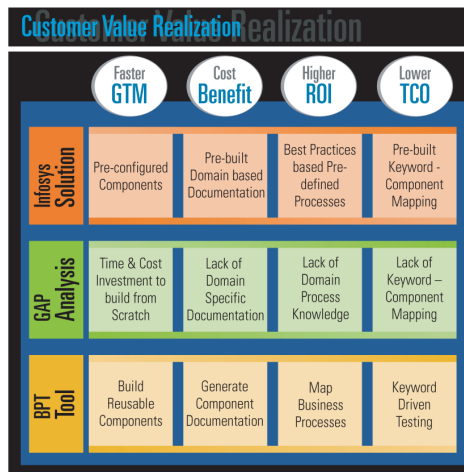 Customer Value Realization
Customer Value Realization
Faster
GTM
Cost
Benefit
Higher
ROI
Lower
TCO
Infosys
Solution
Pre-configured
Components
Pre-built
Domain based
Documentation
Best Practices
based Pre-
defined
Processes
Pre-built
Keyword -
Component
Mapping
GAP
Analysis
Time & Cost
Investment to
build from
Scratch
Lack of
Domain
Specific
Documentation
Lack of
Domain
Process
Knowledge
Lack of
Keyword –
Component
Mapping
BPT
Tool
Build
Reusable
Components
Generate
Component
Documentation
Map
Business
Processes
Keyword
Driven
Testing